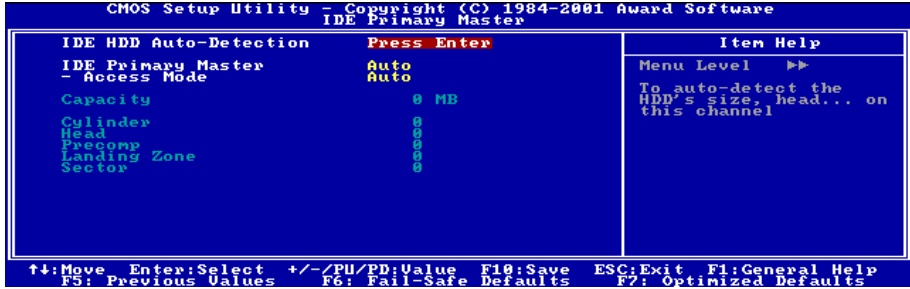 CMOS Setup Utility - Copyright (C) 1984-2001 Award Software
IDE Primary Master
IDE HDD Auto-Detection Press Enter
IDE Primary Master Auto
- Access Mode Auto
Capacity 0 MB
Cylinder 0
Head 0
Precomp 0
Landing Zone 0
Sector 0
Item Help
Menu Level ▶▶
To auto-detect the
HDD's size, head... on
this channel
↑↓:Move Enter:Select +/-/PU/PD:Value F10:Save ESC:Exit F1:General Help
F5: Previous Values F6: Fail-Safe Defaults F7: Optimized Defaults